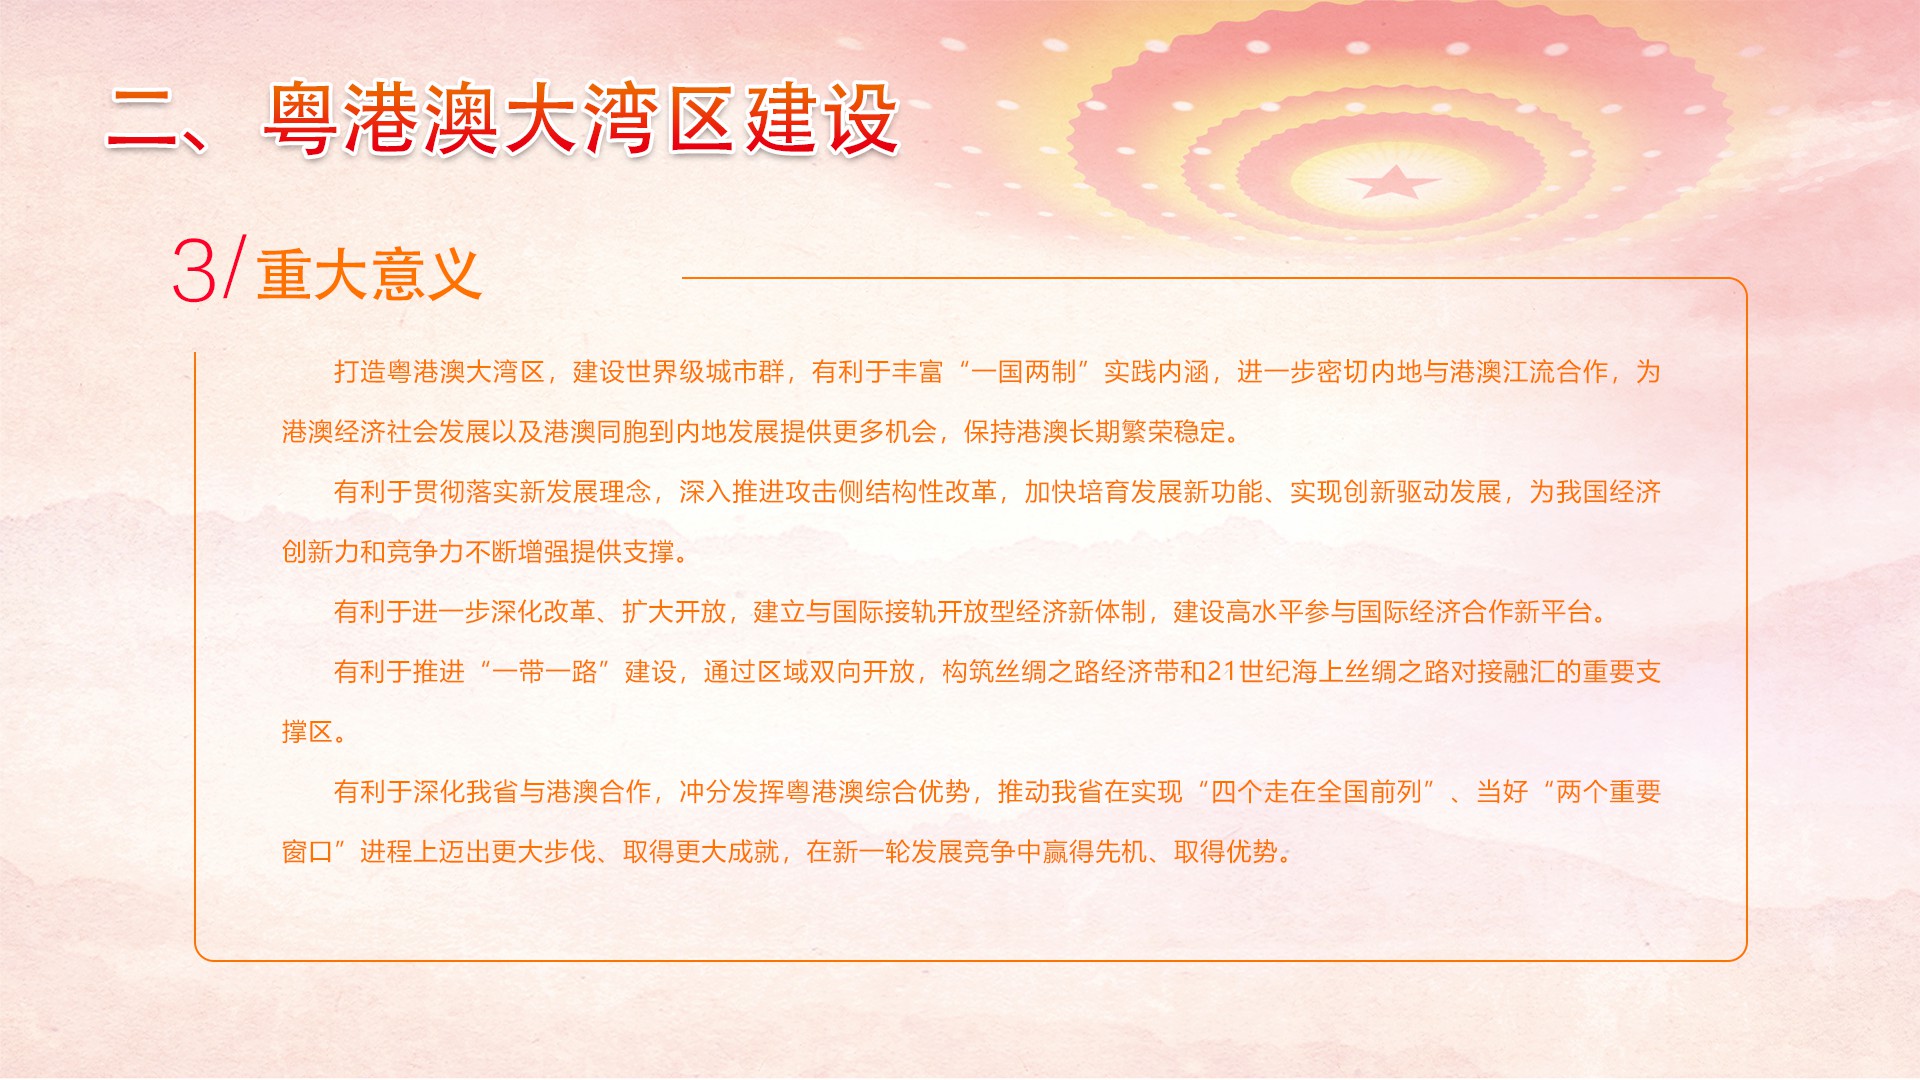 二、粤港澳大湾区建设
3/重大意义
打造粤港澳大湾区，建设世界级城市群，有利于丰富“一国两制”实践内涵，进一步密切内地与港澳江流合作，为
港澳经济社会发展以及港澳同胞到内地发展提供更多机会，保持港澳长期繁荣稳定。
有利于贯彻落实新发展理念，深入推进攻击侧结构性改革，加快培育发展新功能、实现创新驱动发展，为我国经济
创新力和竞争力不断增强提供支撑。
有利于进一步深化改革、扩大开放，建立与国际接轨开放型经济新体制，建设高水平参与国际经济合作新平台。
有利于推进“一带一路”建设，通过区域双向开放，构筑丝绸之路经济带和21世纪海上丝绸之路对接融汇的重要支
撑区。
有利于深化我省与港澳合作，冲分发挥粤港澳综合优势，推动我省在实现“四个走在全国前列”、当好“两个重要
窗口”进程上迈出更大步伐、取得更大成就，在新一轮发展竞争中赢得先机、取得优势。